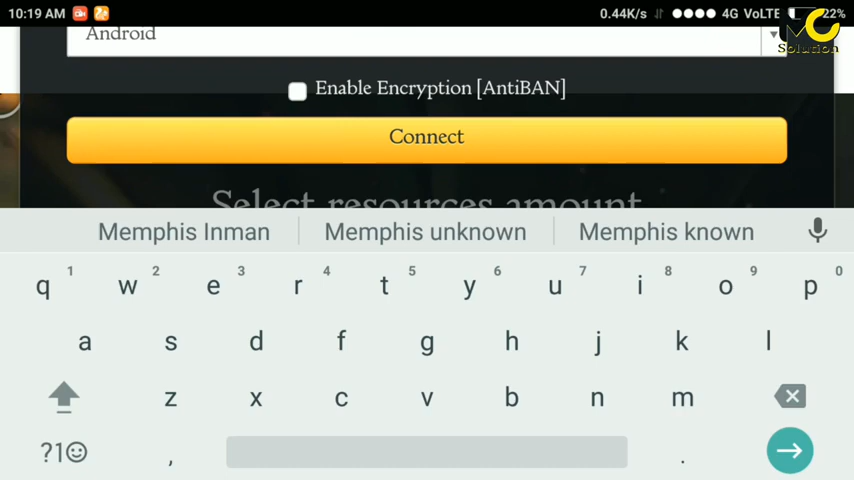 10:19 AM 0.44K/s 4G VoLTE 22%
MC
Solution
Android
Enable Encryption [AntiBAN]
Connect
Select resources amount
Memphis Inman Memphis unknown Memphis known
1 2 3 4 5 6 7 8 9 0
q w e r t y u i o p
a s d f g h j k l
z x c v b n m
?1☺ , .